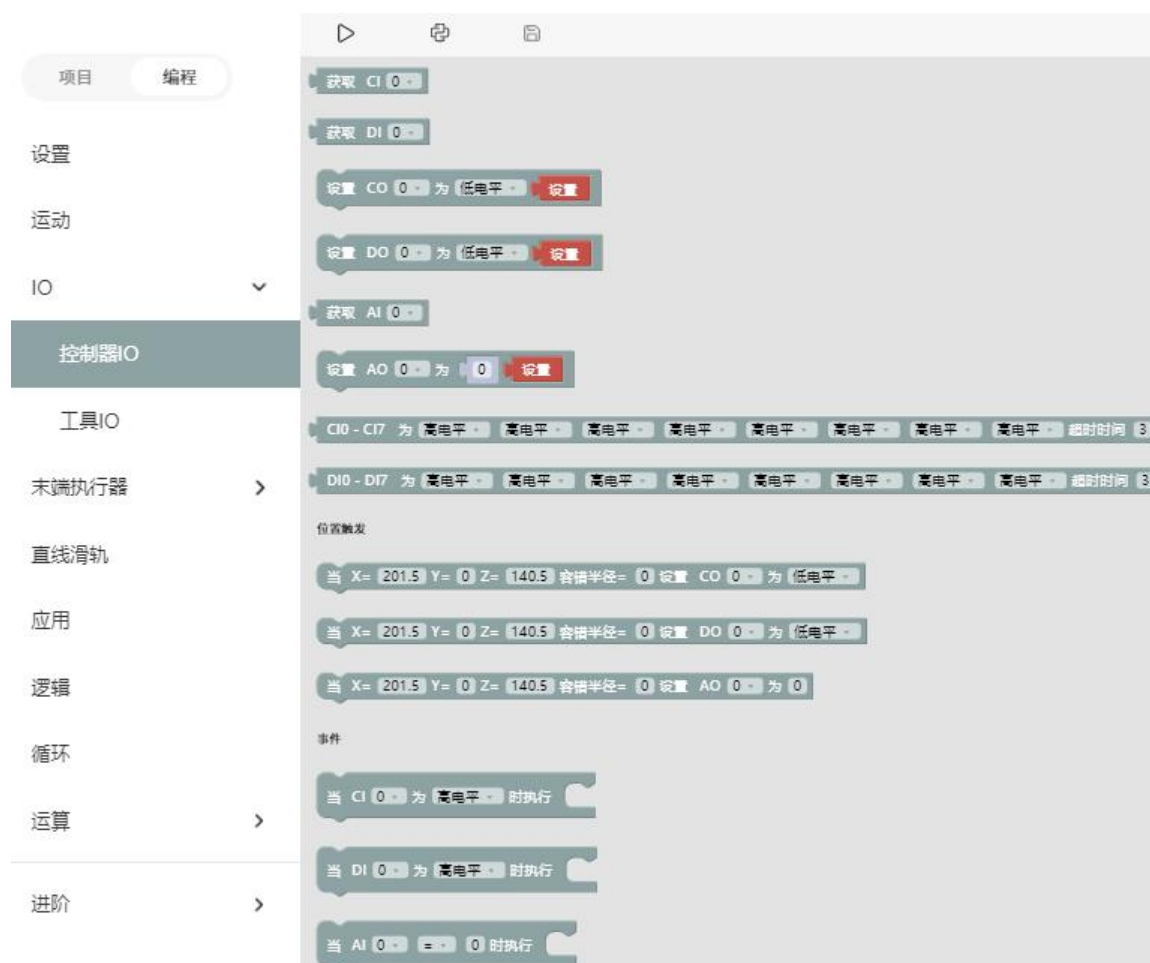 项目 编程
设置
运动
IO
控制器IO
工具IO
末端执行器
直线滑轨
应用
逻辑
循环
运算
进阶
获取 CI 0
获取 DI 0
设置 CO 0 为 低电平 设置
设置 DO 0 为 低电平 设置
获取 AI 0
设置 AO 0 为 0 设置
CI0 - CI7 为 高电平 高电平 高电平 高电平 高电平 高电平 高电平 高电平 超时时间 3
DI0 - DI7 为 高电平 高电平 高电平 高电平 高电平 高电平 高电平 高电平 超时时间 3
位置触发
当 X= 201.5 Y= 0 Z= 140.5 容错半径= 0 设置 CO 0 为 低电平
当 X= 201.5 Y= 0 Z= 140.5 容错半径= 0 设置 DO 0 为 低电平
当 X= 201.5 Y= 0 Z= 140.5 容错半径= 0 设置 AO 0 为 0
事件
当 CI 0 为 高电平 时执行
当 DI 0 为 高电平 时执行
当 AI 0 = 0 时执行